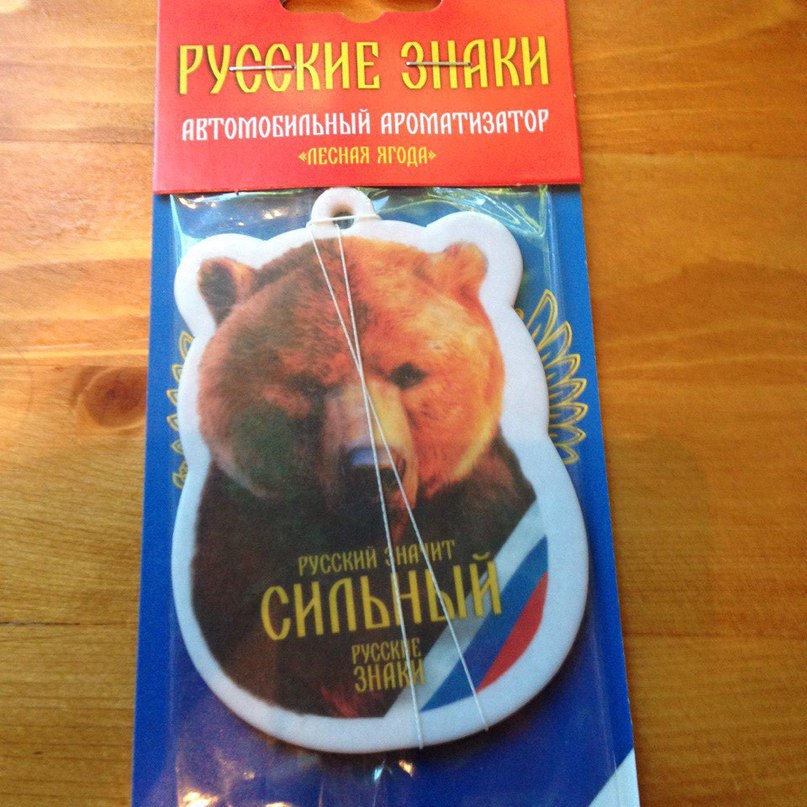 РУССКИЕ ЗНАКИ
АВТОМОБИЛЬНЫЙ АРОМАТИЗАТОР
«ЛЕСНАЯ ЯГОДА»
РУССКИЙ ЗНАЧИТ
СИЛЬНЫЙ
РУССКИЕ
ЗНАКИ